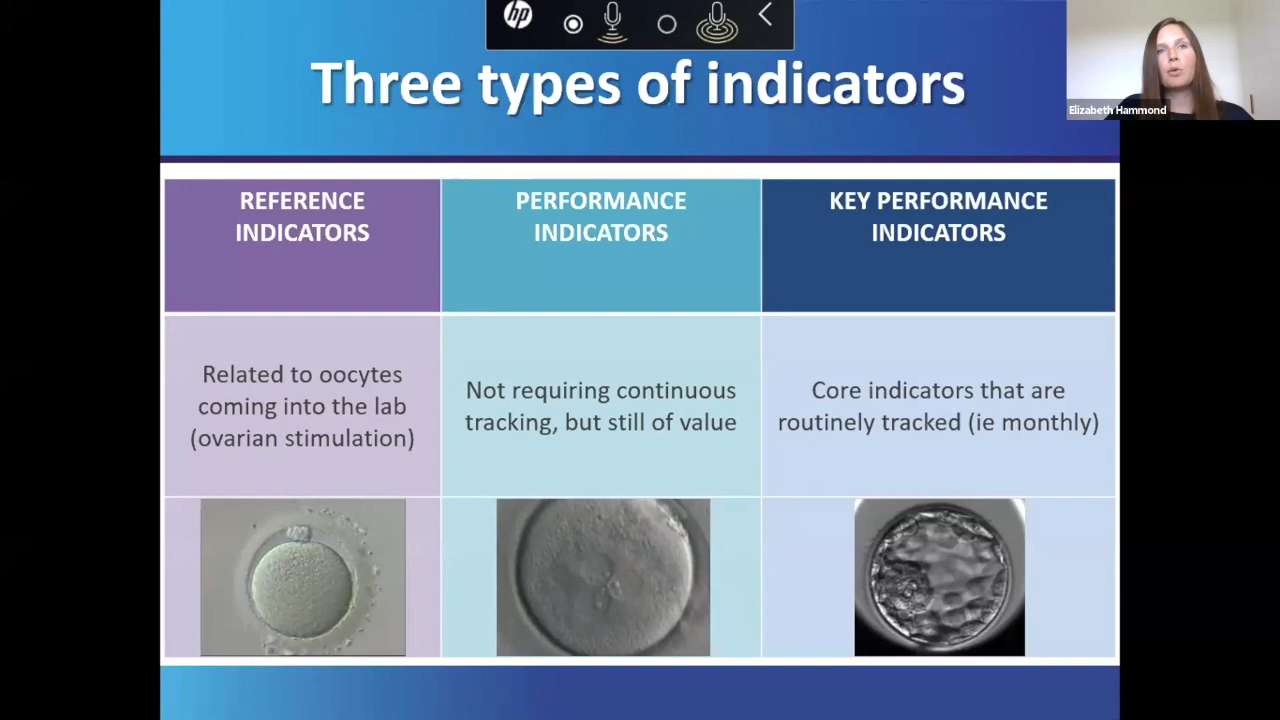 hp
Three types of indicators
Elizabeth Hammond
REFERENCE
INDICATORS
PERFORMANCE
INDICATORS
KEY PERFORMANCE
INDICATORS
Related to oocytes
coming into the lab
(ovarian stimulation)
Not requiring continuous
tracking, but still of value
Core indicators that are
routinely tracked (ie monthly)